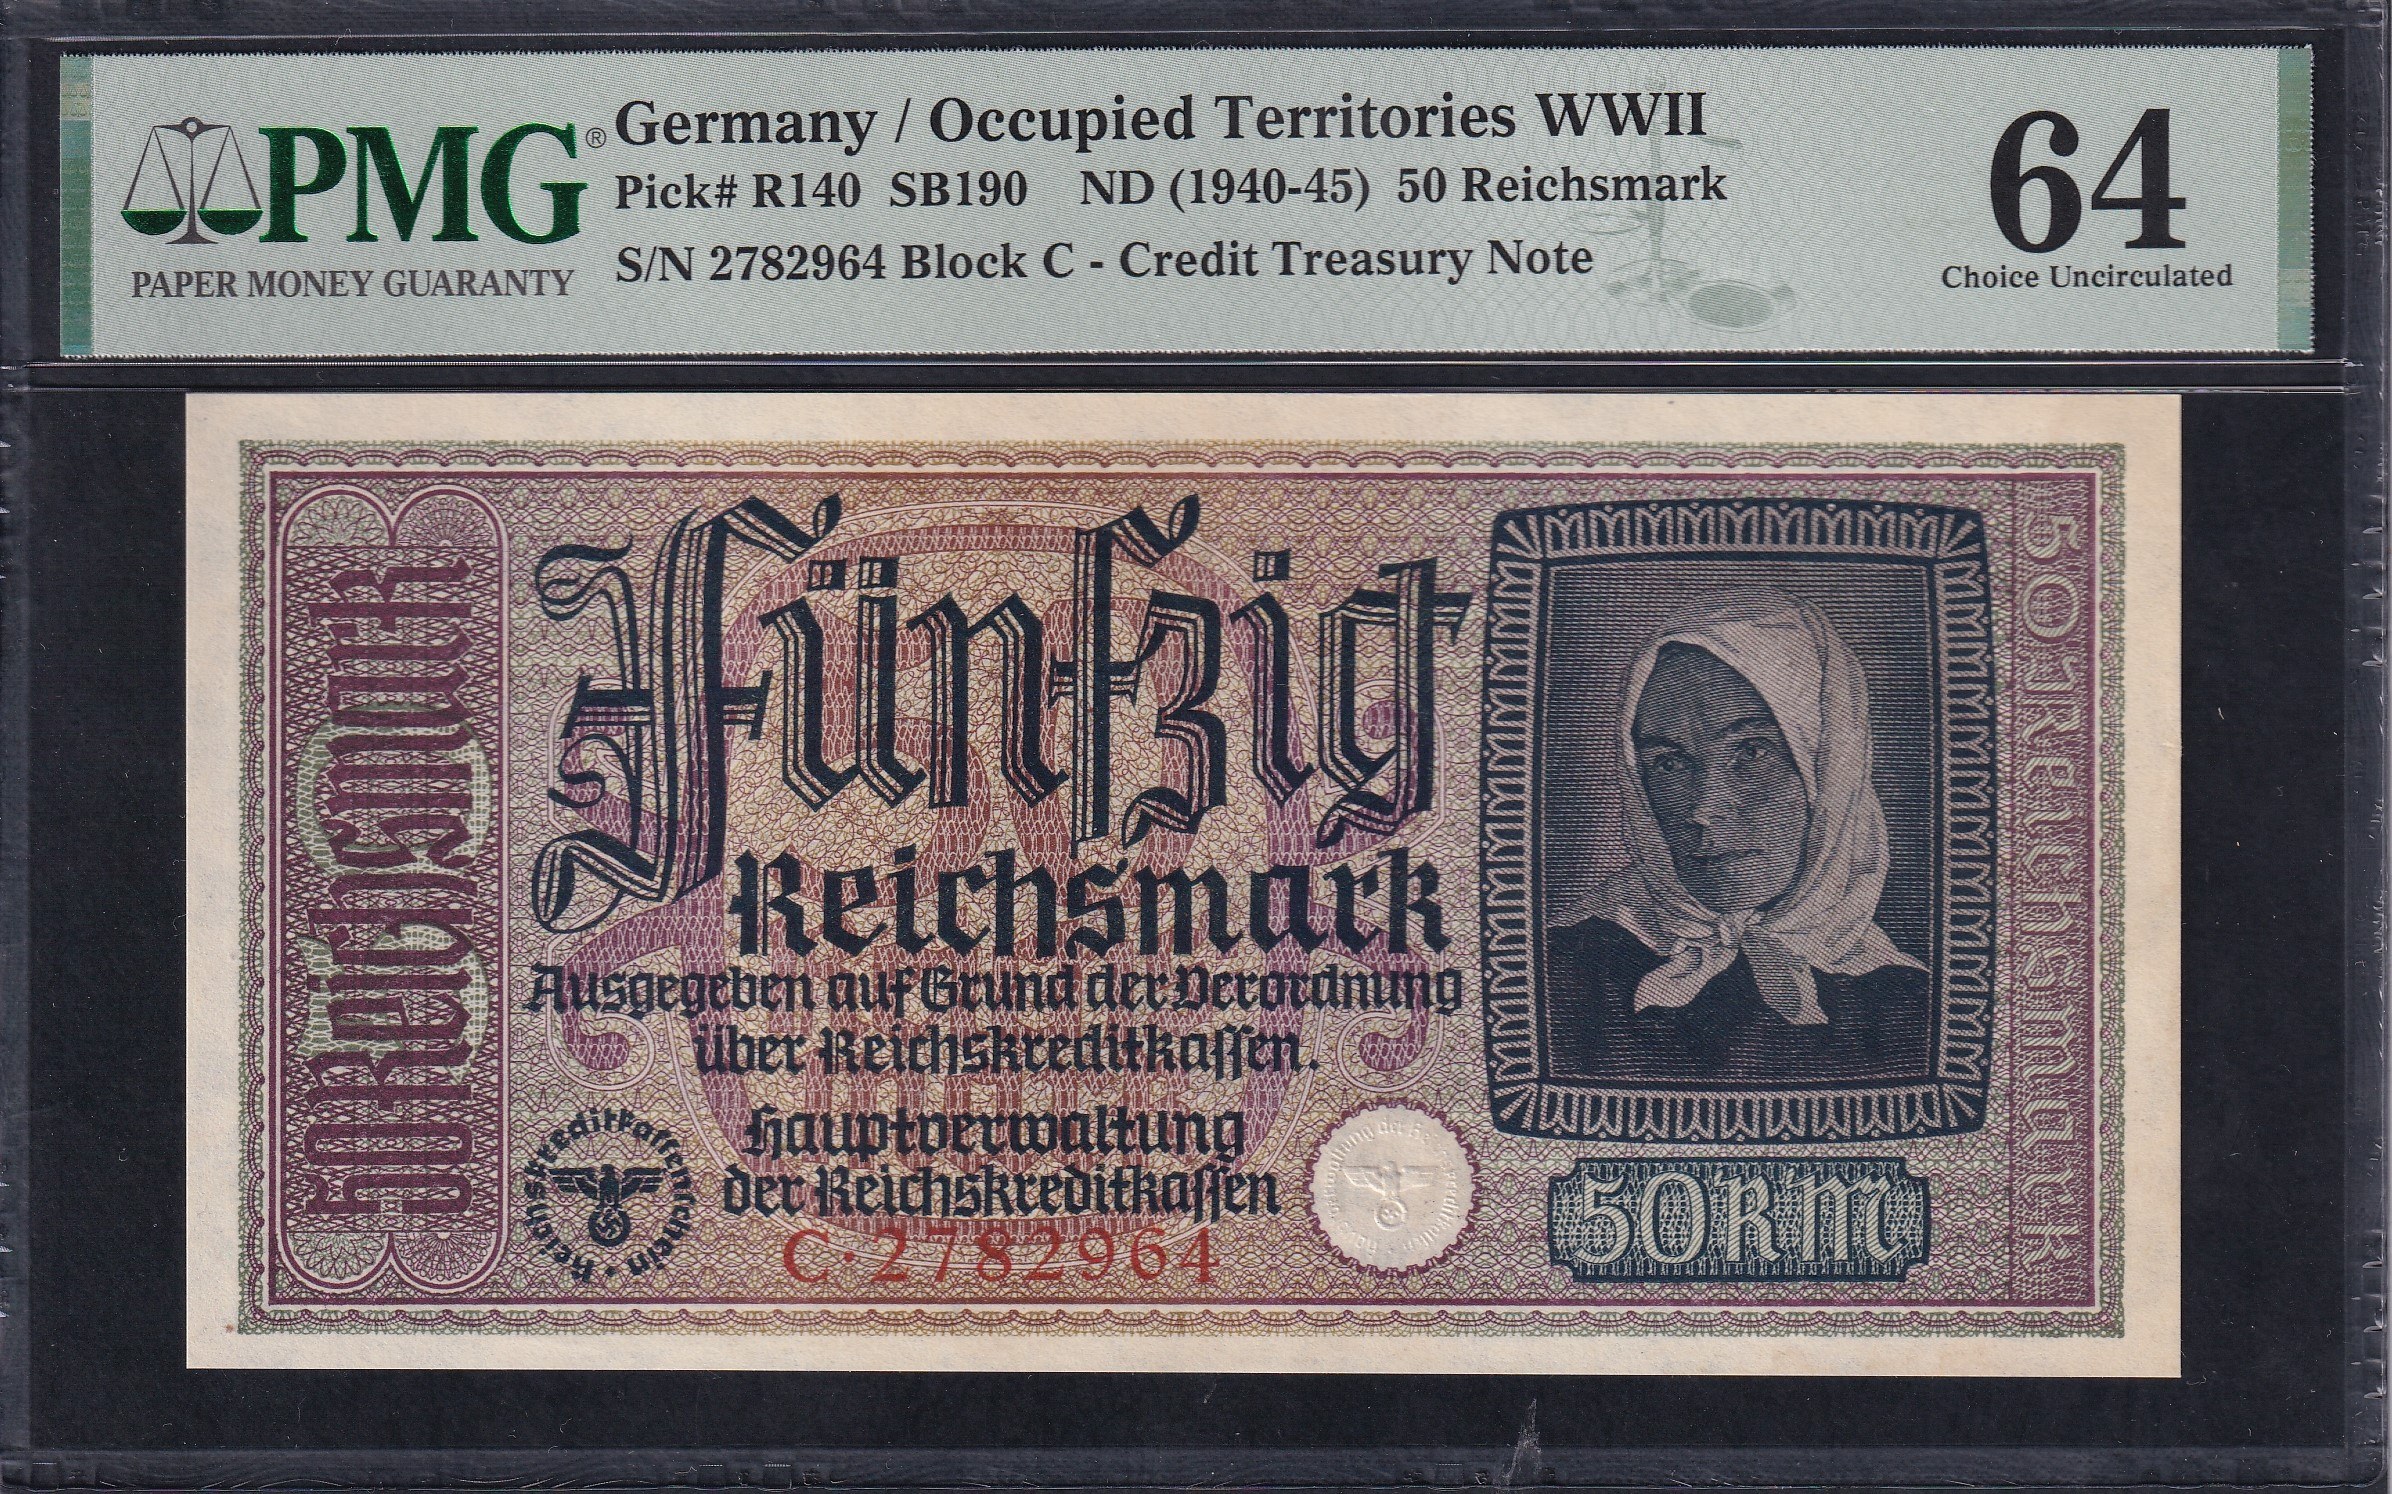 PMG®
PAPER MONEY GUARANTY
Germany / Occupied Territories WWII
Pick# R140 SB190 ND (1940-45) 50 Reichsmark
S/N 2782964 Block C - Credit Treasury Note
64
Choice Uncirculated
50 Reichsmark
Fünfzig
Reichsmark
Ausgegeben auf Grund der Verordnung
über Reichskreditkassen.
Hauptverwaltung
der Reichskreditkassen
C·2782964
Reichskreditkassenschein
50RM
50 Reichsmark